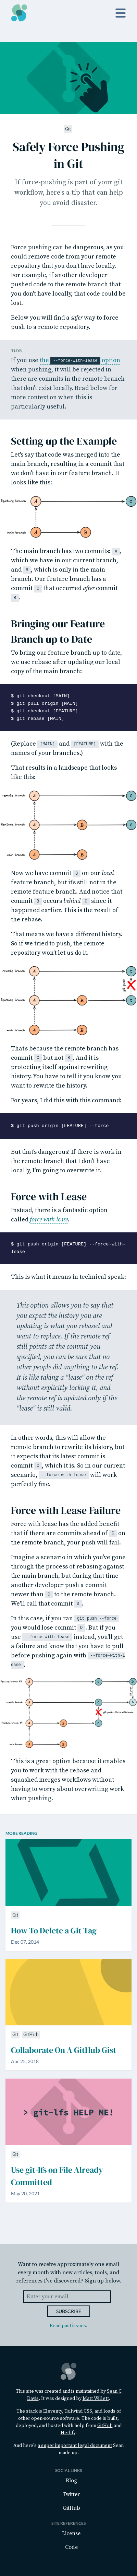 Git
Safely Force Pushing
in Git
If force-pushing is part of your git
workflow, here's a tip that can help
you avoid disaster.
Force pushing can be dangerous, as you
could remove code from your remote
repository that you don't have locally.
For example, if another developer
pushed code to the remote branch that
you don't have locally, that code could be
lost.
Below you will find a safer way to force
push to a remote repository.
TLDR
If you use the --force-with-lease option
when pushing, it will be rejected in
there are commits in the remote branch
that don't exist locally. Read below for
more context on when this is
particularly useful.
Setting up the Example
Let's say that code was merged into the
main branch, resulting in a commit that
we don't have in our feature branch. It
looks like this:
feature branch
A
C
main branch
A
B
The main branch has two commits: A ,
which we have in our current branch,
and B , which is only in the main
branch. Our feature branch has a
commit C that occurred after commit
B .
Bringing our Feature
Branch up to Date
To bring our feature branch up to date,
we can rebase after updating our local
copy of the main branch:
$ git checkout [MAIN]
$ git pull origin [MAIN]
$ git checkout [FEATURE]
$ git rebase [MAIN]
(Replace [MAIN] and [FEATURE] with the
names of your branches.)
That results in a landscape that looks
like this:
A
C
A
B
C
main branch
A
B
Now we have commit B on our local
feature branch, but it's still not in the
remote feature branch. And notice that
commit B occurs behind C since it
happened earlier. This is the result of
the rebase.
That means we have a different history.
So if we tried to push code, the remote
repository won't let us do it.
A
C
A
B
C
main branch
A
B
That's because the remote branch has
commit C but not B . And it is
protecting itself against rewriting
history. You have to tell it you know you
want to rewrite the history.
For years, I did this with this command:
$ git push origin [FEATURE] --force
But that's dangerous! If there is work in
the remote branch that I don't have
locally, I'm going to overwrite it.
Force with Lease
Instead, there is a fantastic option
called force with lease.
$ git push origin [FEATURE] --force-with-
lease
This is what it means in technical speak:
This option allows you to say that
you expect the history you are
updating is what you reload and
want to replace. If the remote ref
still points at the commit you
specified, you can be sure that no
other people did anything to the ref.
It is like taking a "lease" on the ref
without explicitly locking it, and
the remote ref is updated only if the
"lease" is still valid.
In other words, this will allow the
remote branch to rewrite its history, but
it expects that its latest commit is
commit C , which it is. So in our current
scenario, --force-with-lease will work
perfectly fine.
Force with Lease Failure
Force with lease has the added benefit
that if there are commits ahead of C on
the remote branch, your push will fail.
Imagine a scenario in which you've gone
through the process of rebasing against
the main branch, but during that time
another developer push a commit
newer than C to the remote branch.
We'll call that commit D .
In this case, if you ran git push --force
you would lose commit D . But if you
use --force-with-lease instead, you'll get
a failure and know that you have to pull
before pushing again with --force-with-l
ease .
This is a great option because it enables
you to work with the rebase and
squashed merges workflows without
having to worry about overwriting work
when pushing.
MORE READING
Git
How To Delete a Git Tag
Dec 07, 2014
Git GitHub
Collaborate On A GitHub Gist
Apr 25, 2018
> git-lfs HELP ME!
Git
Use git-lfs on File Already
Committed
May 20, 2021
Want to receive approximately one email
every month with new articles, tools, and
references I've discovered? Sign up below.
Enter your email
SUBSCRIBE
Read past issues.
This site was created and is maintained by Sean C
Davis. It was designed by Matt Willett.
The stack is Eleventy, Tailwind CSS, and loads of
other open-source software. The code is built,
deployed, and hosted with help from GitHub and
Netlify.
And here's a super important legal document Sean
made up.
SOCIAL LINKS
Blog
Twitter
GitHub
SITE REFERENCES
License
Code